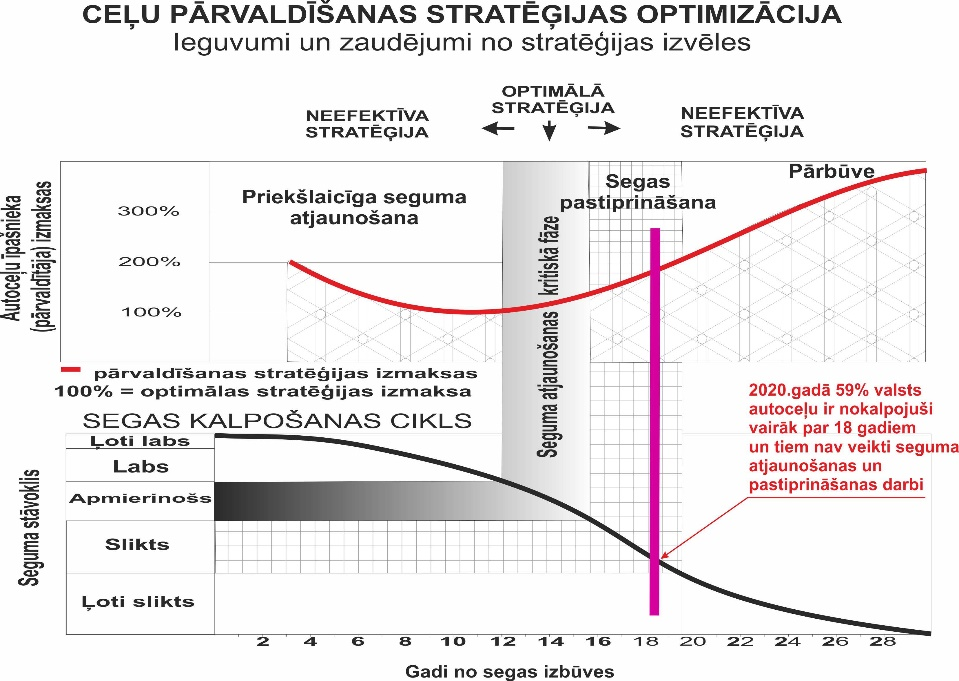 CEĻU PĀRVALDĪŠANAS STRATĒĢIJAS OPTIMIZĀCIJA
Ieguvumi un zaudējumi no stratēģijas izvēles
NEEFEKTĪVA
STRATĒĢIJA
OPTIMĀLĀ
STRATĒĢIJA
NEEFEKTĪVA
STRATĒĢIJA
Autoceļu īpašnieka
(pārvaldītāja) izmaksas
300%
200%
100%
Priekšlaicīga seguma
atjaunošana
Seguma atjaunošanas kritiskā fāze
Segas
pastiprināšana
Pārbūve
pārvaldīšanas stratēģijas izmaksas
100% = optimālas stratēģijas izmaksa
SEGAS KALPOŠANAS CIKLS
Seguma stāvoklis
Ļoti labs
Labs
Apmierinošs
Slikts
Ļoti slikts
2020.gadā 59% valsts
autoceļu ir nokalpojuši
vairāk par 18 gadiem
un tiem nav veikti seguma
atjaunošanas un
pastiprināšanas darbi
2 4 6 8 10 12 14 16 18 20 22 24 26 28
Gadi no segas izbūves